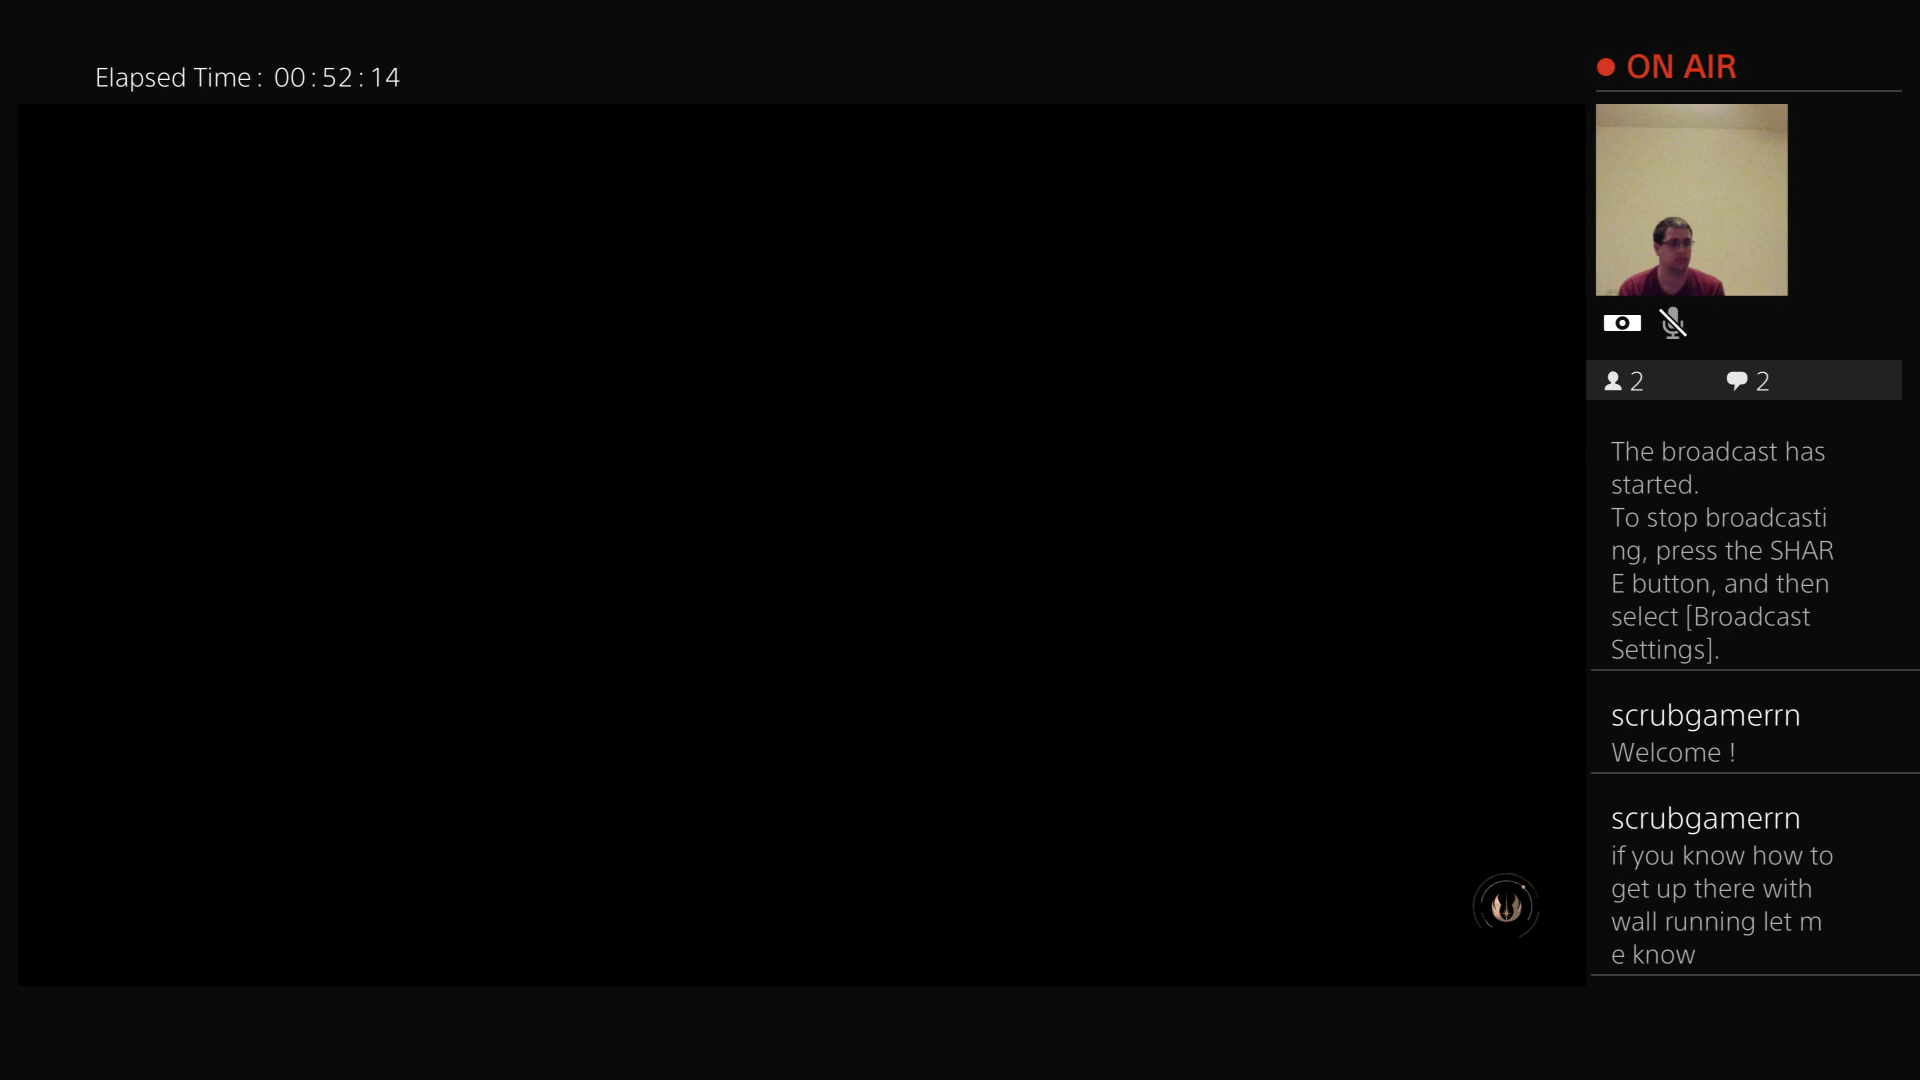 Elapsed Time: 00:52:14
ON AIR
2 2
The broadcast has
started.
To stop broadcasti
ng, press the SHAR
E button, and then
select [Broadcast
Settings].
scrubgamerrn
Welcome !
scrubgamerrn
if you know how to
get up there with
wall running let m
e know